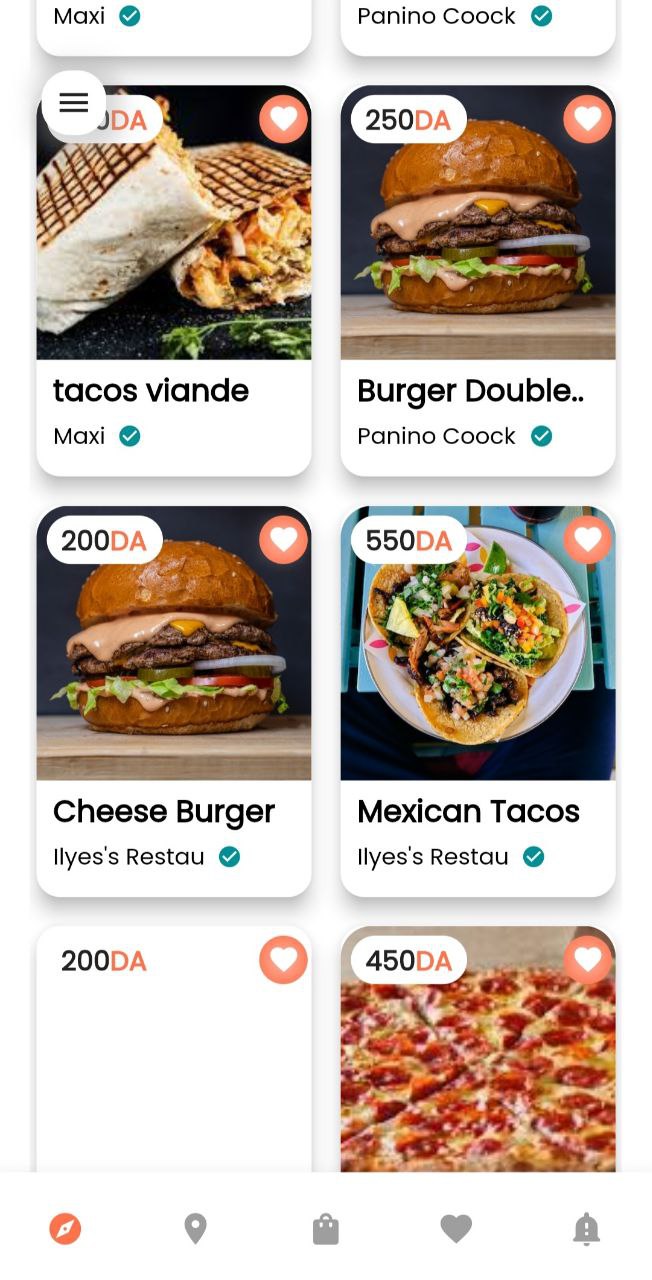 Maxi
Panino Coock
DA
250DA
tacos viande
Burger Double..
Maxi
Panino Coock
200DA
550DA
Cheese Burger
Mexican Tacos
Ilyes's Restau
Ilyes's Restau
200DA
450DA